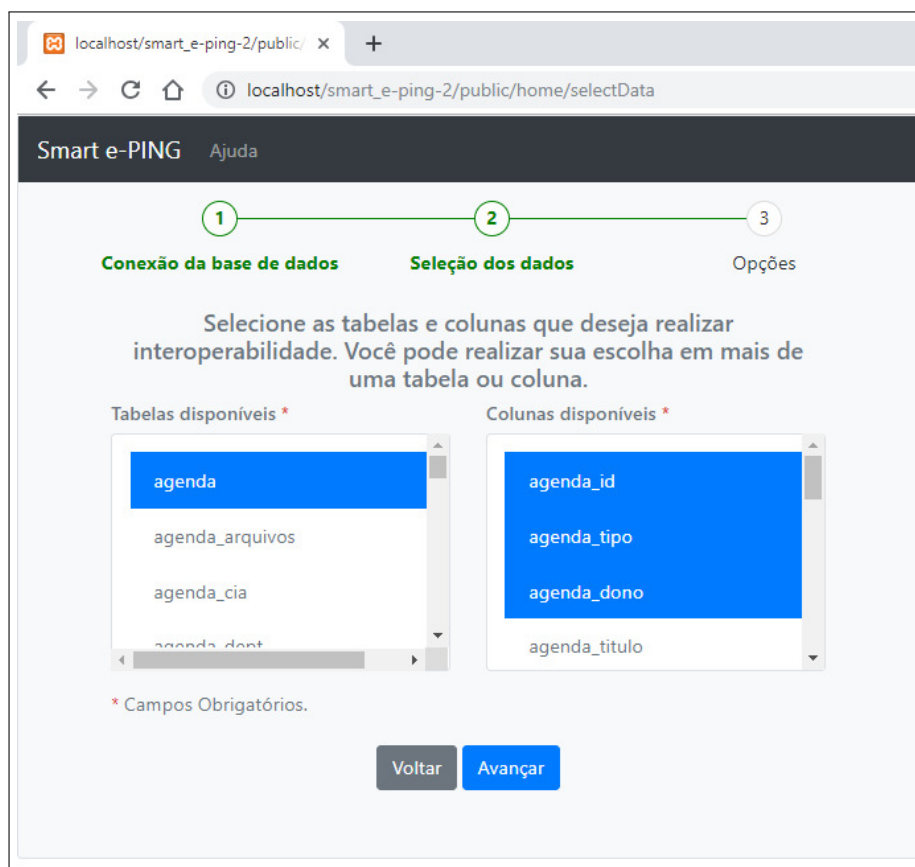 localhost/smart_e-ping-2/public/
localhost/smart_e-ping-2/public/home/selectData
Smart e-PING Ajuda
1 2 3
Conexão da base de dados Seleção dos dados Opções
Selecione as tabelas e colunas que deseja realizar
interoperabilidade. Você pode realizar sua escolha em mais de
uma tabela ou coluna.
Tabelas disponíveis * Colunas disponíveis *
agenda agenda_id
agenda_arquivos agenda_tipo
agenda_cia agenda_dono
agenda_dept agenda_titulo
* Campos Obrigatórios.
Voltar Avançar